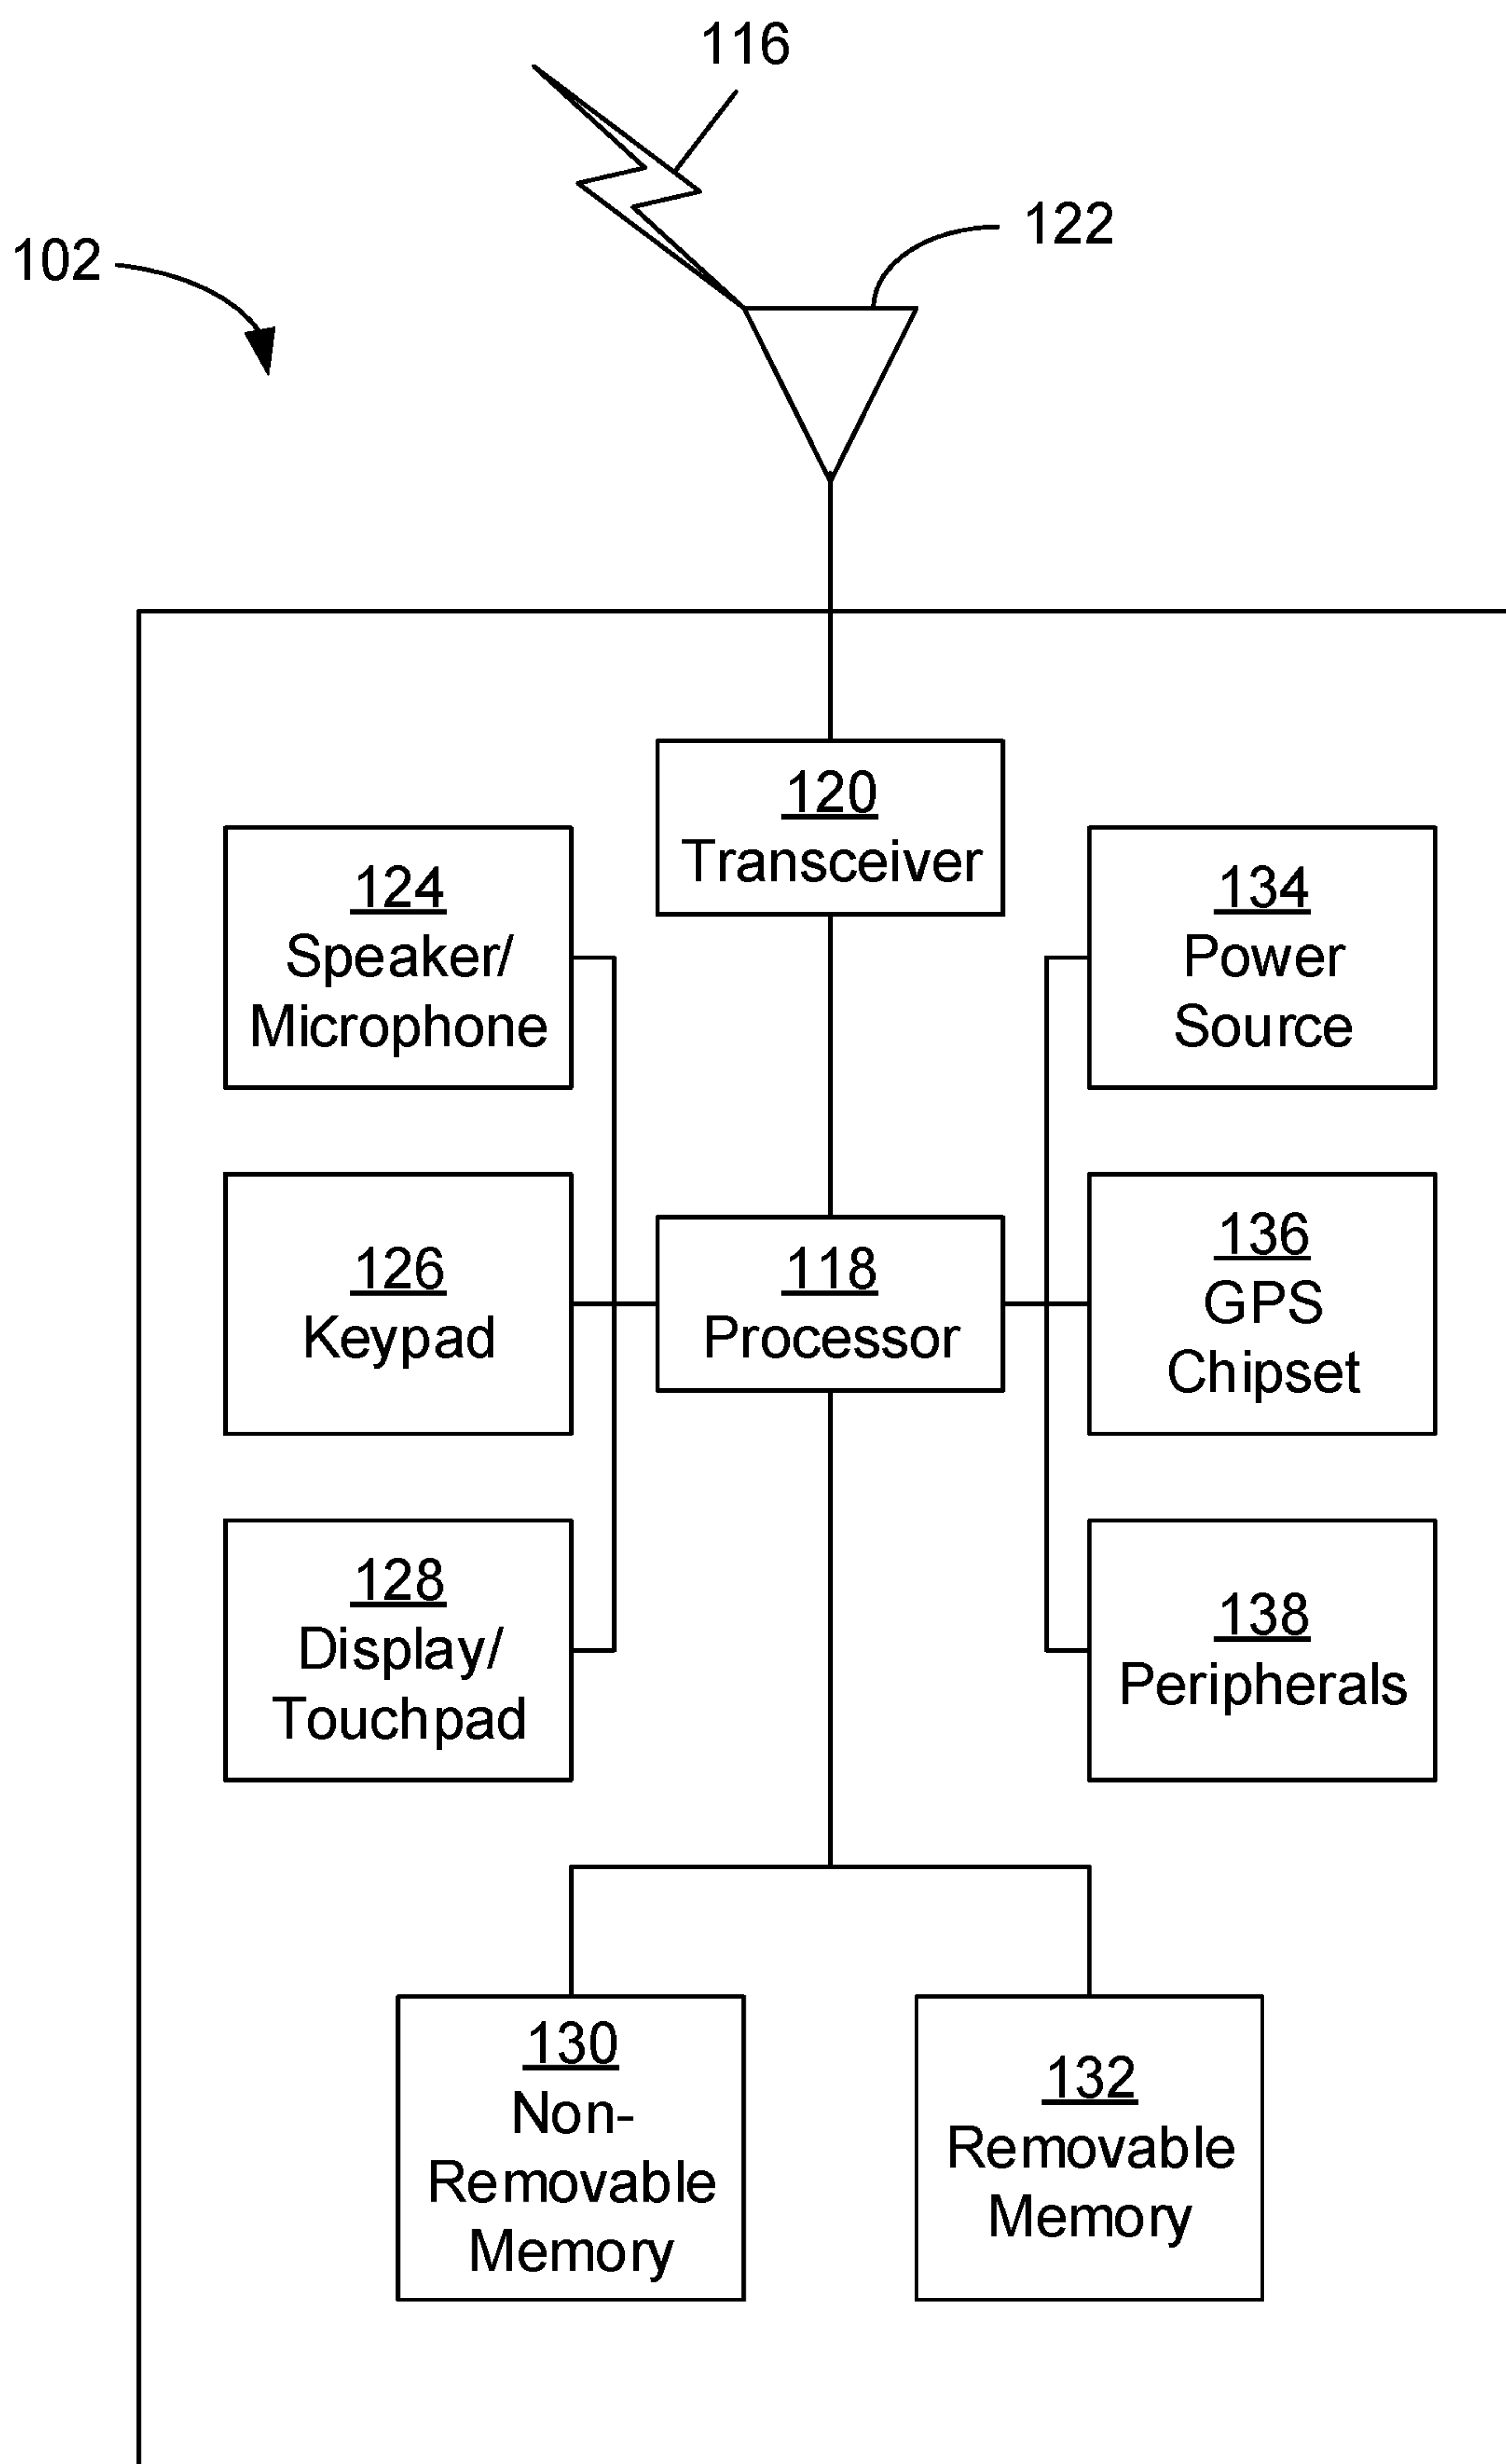 116
122
102
120
Transceiver
124
Speaker/
Microphone
134
Power
Source
126
Keypad
118
Processor
136
GPS
Chipset
128
Display/
Touchpad
138
Peripherals
130
Non-
Removable
Memory
132
Removable
Memory